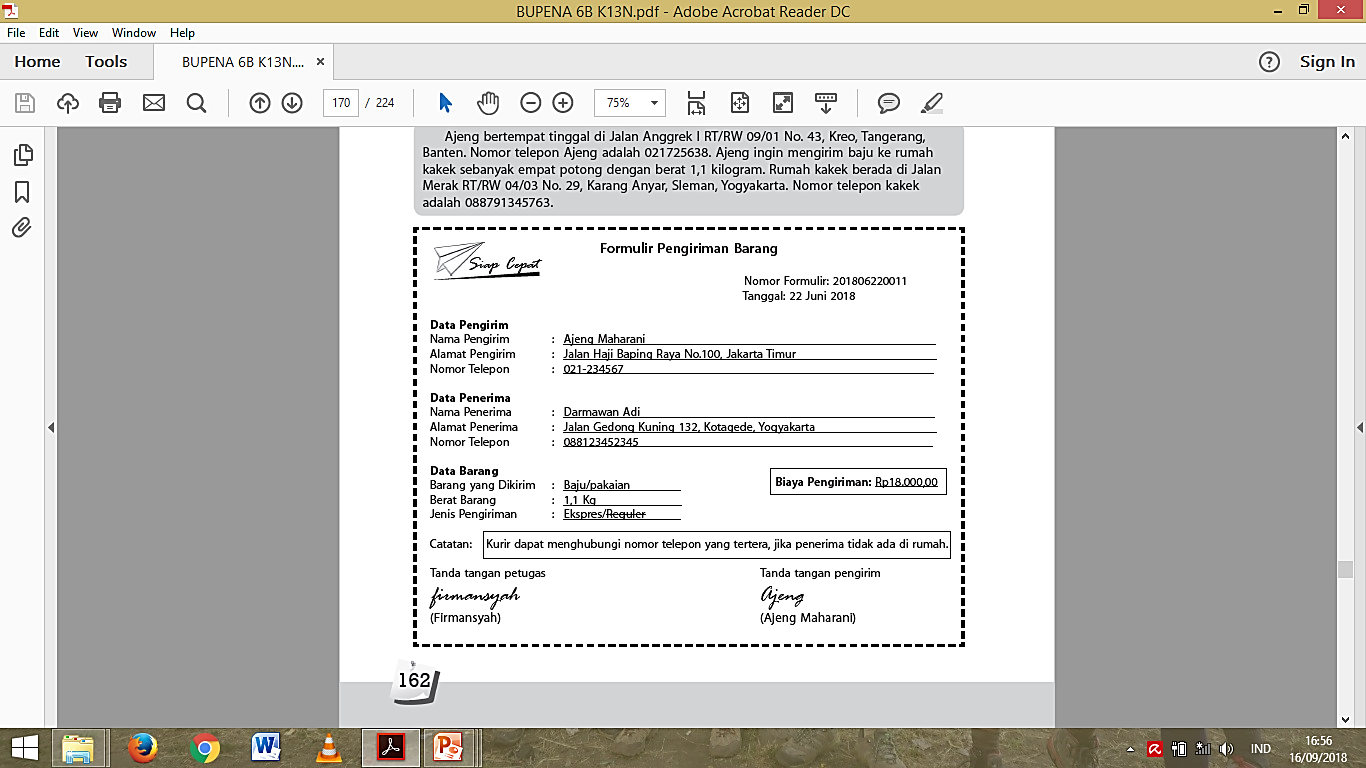 BUPENA 6B K13N.pdf - Adobe Acrobat Reader DC
File Edit View Window Help
Home Tools BUPENA 6B K13N.... × Sign In
170 / 224 75%
Ajeng bertempat tinggal di Jalan Anggrek I RT/RW 09/01 No. 43, Kreo, Tangerang,
Banten. Nomor telepon Ajeng adalah 021725638. Ajeng ingin mengirim baju ke rumah
kakek sebanyak empat potong dengan berat 1,1 kilogram. Rumah kakek berada di Jalan
Merak RT/RW 04/03 No. 29, Karang Anyar, Sleman, Yogyakarta. Nomor telepon kakek
adalah 088791345763.
Formulir Pengiriman Barang
Siap Cepat
Nomor Formulir: 201806220011
Tanggal: 22 Juni 2018
Data Pengirim
Nama Pengirim : Ajeng Maharani
Alamat Pengirim : Jalan Haji Baping Raya No.100, Jakarta Timur
Nomor Telepon : 021-234567
Data Penerima
Nama Penerima : Darmawan Adi
Alamat Penerima : Jalan Gedong Kuning 132, Kotagede, Yogyakarta
Nomor Telepon : 088123452345
Data Barang
Barang yang Dikirim : Baju/pakaian
Biaya Pengiriman: Rp18.000,00
Berat Barang : 1,1 Kg
Jenis Pengiriman : Ekspres/Reguler
Catatan: Kurir dapat menghubungi nomor telepon yang tertera, jika penerima tidak ada di rumah.
Tanda tangan petugas Tanda tangan pengirim
firmansyah Ajeng
(Firmansyah) (Ajeng Maharani)
162
IND
16:56
16/09/2018